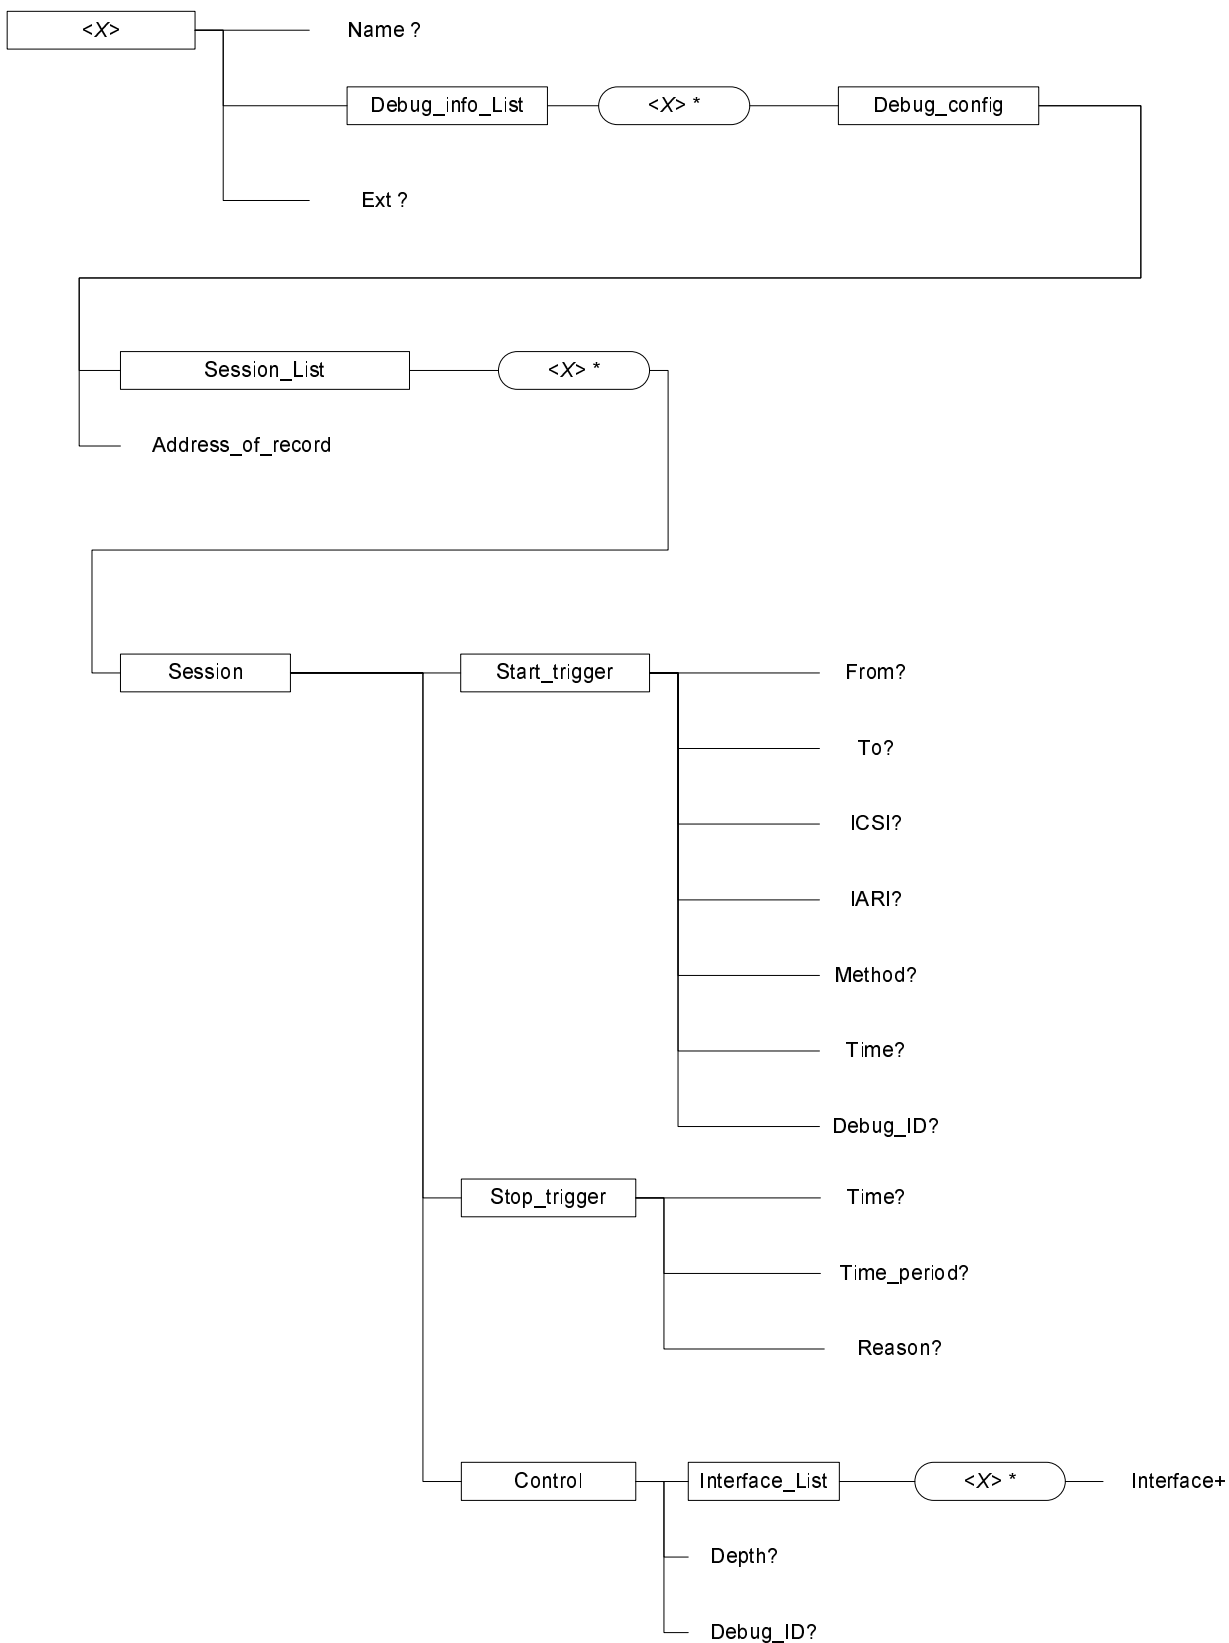 <X>
Name ?
Debug_info_List
<X> *
Debug_config
Ext ?
Session_List
<X> *
Address_of_record
Session
Start_trigger
From?
To?
ICSI?
IARI?
Method?
Time?
Debug_ID?
Stop_trigger
Time?
Time_period?
Reason?
Control
Interface_List
<X> *
Interface+
Depth?
Debug_ID?